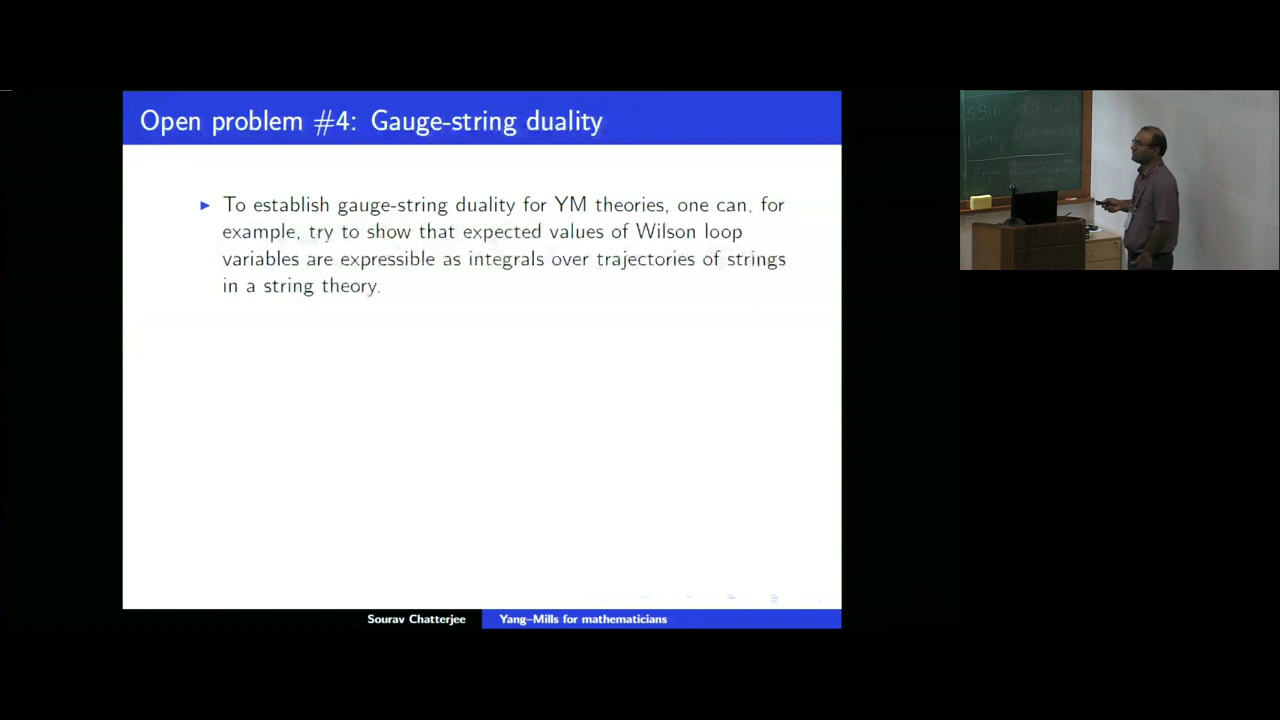 Open problem #4: Gauge-string duality
► To establish gauge-string duality for YM theories, one can, for
example, try to show that expected values of Wilson loop
variables are expressible as integrals over trajectories of strings
in a string theory.
Sourav Chatterjee
Yang–Mills for mathematicians